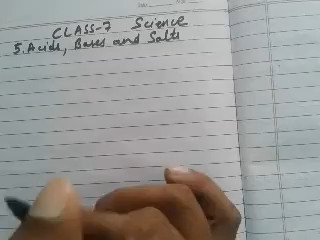 CLASS-7 Science
5. Acids, Bases and Salts